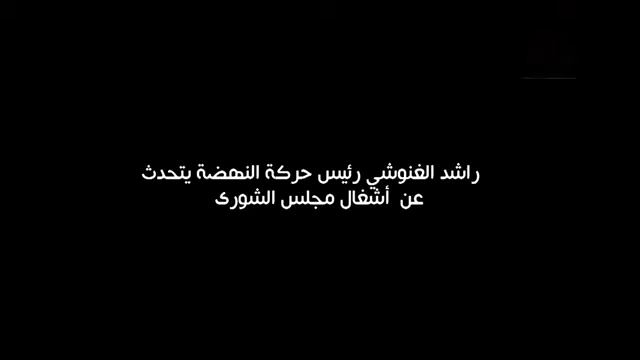 راشد الغنوشي رئيس حركة النهضة يتحدث
عن أشغال مجلس الشورى